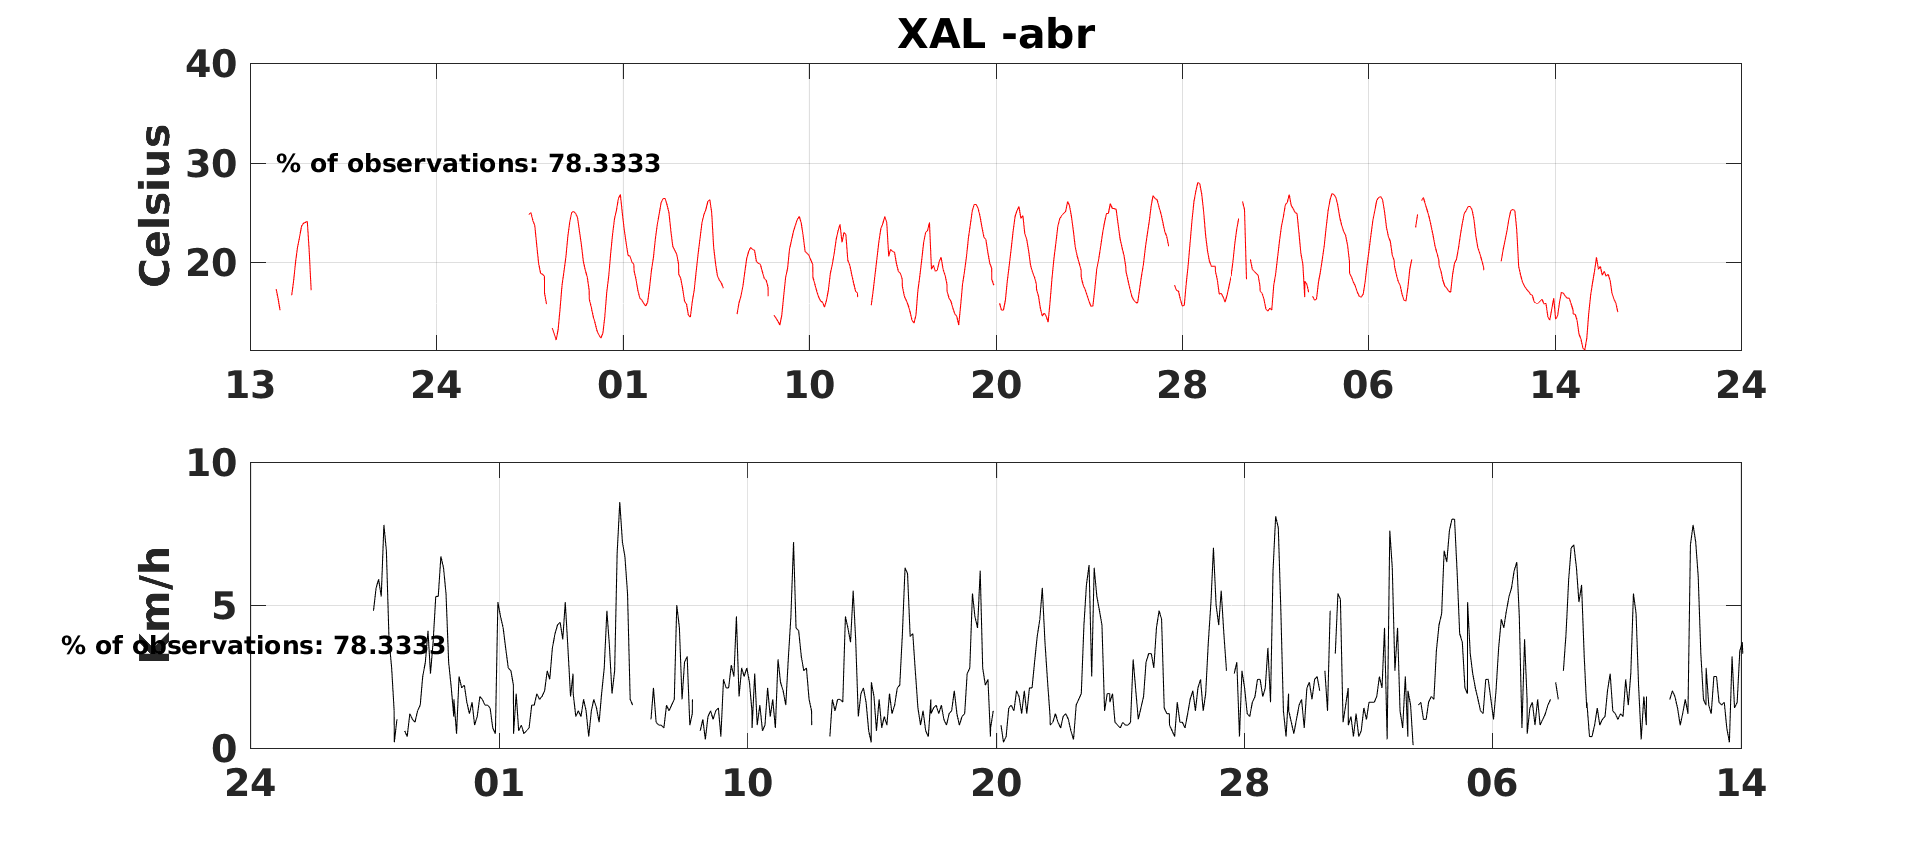 XAL -abr
40
30
20
Celsius
% of observations: 78.3333
13 24 01 10 20 28 06 14 24
10
5
0
Km/h
% of observations: 78.3333
24 01 10 20 28 06 14